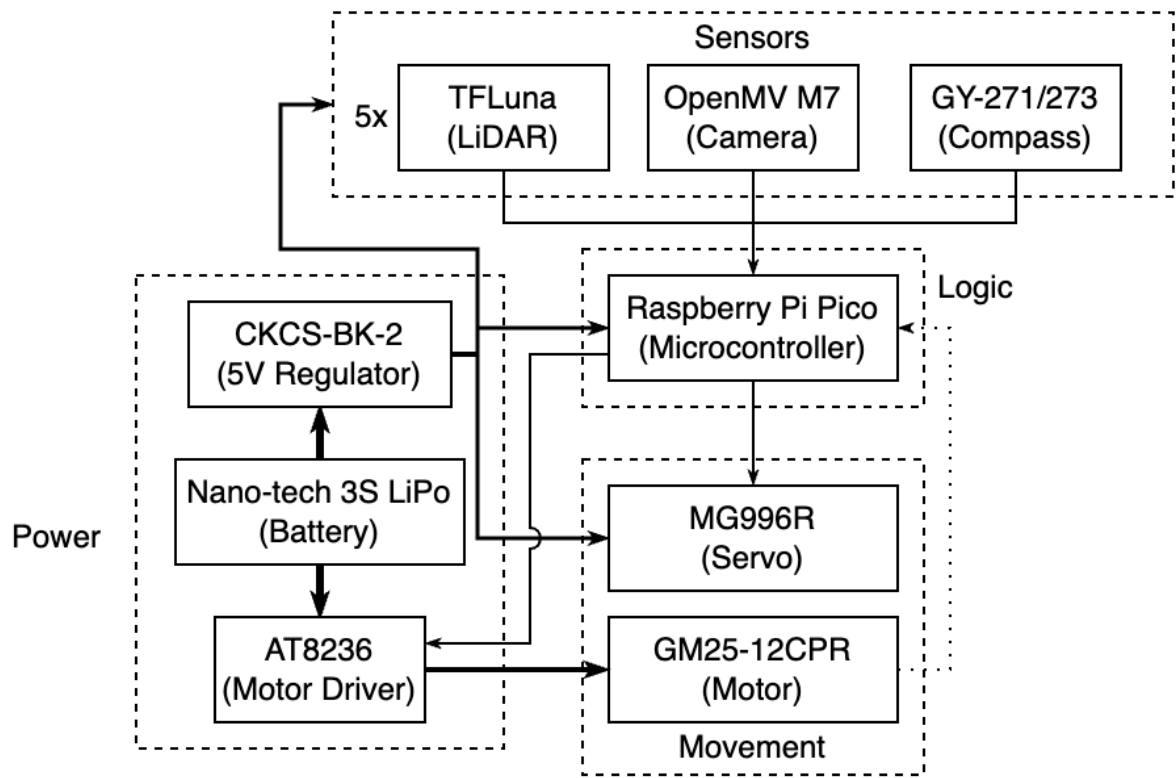 Sensors
5x
TFLuna
(LiDAR)
OpenMV M7
(Camera)
GY-271/273
(Compass)
Raspberry Pi Pico
(Microcontroller)
Logic
CKCS-BK-2
(5V Regulator)
Nano-tech 3S LiPo
(Battery)
Power
MG996R
(Servo)
AT8236
(Motor Driver)
GM25-12CPR
(Motor)
Movement